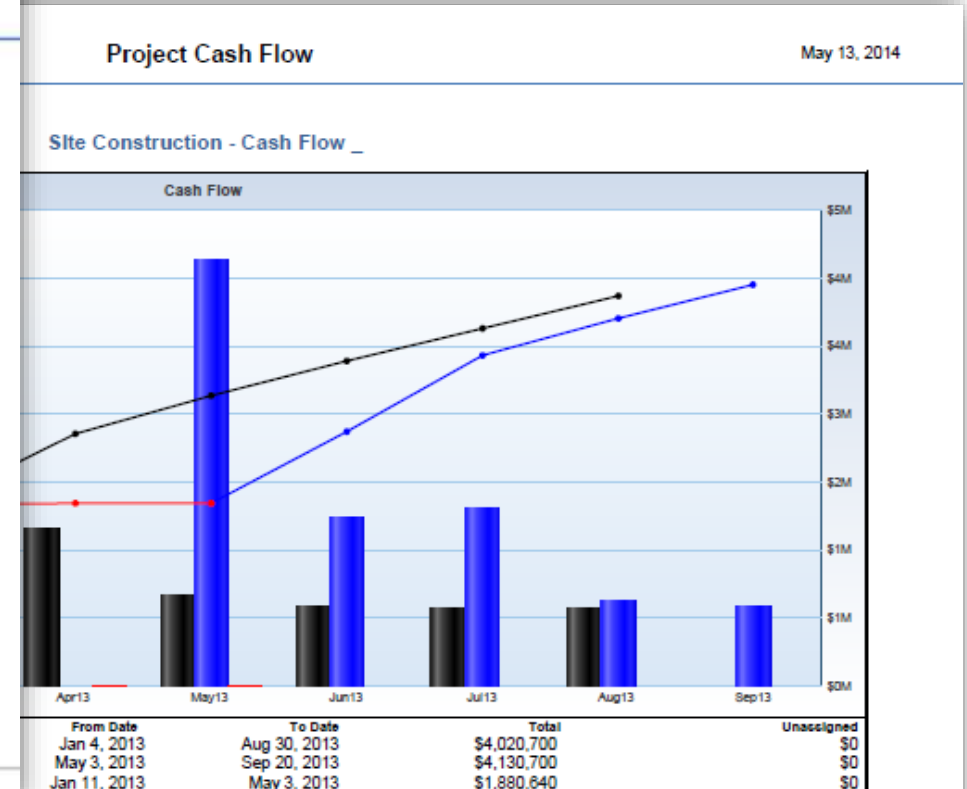 Project Cash Flow May 13, 2014
SIte Construction - Cash Flow _
Cash Flow
$5M
$4M
$4M
$3M
$2M
$1M
$1M
$0M
Apr13 May13 Jun13 Jul13 Aug13 Sep13
From Date To Date Total Unassigned
Jan 4, 2013 Aug 30, 2013 $4,020,700 $0
May 3, 2013 Sep 20, 2013 $4,130,700 $0
Jan 11, 2013 May 3, 2013 $1,880,640 $0